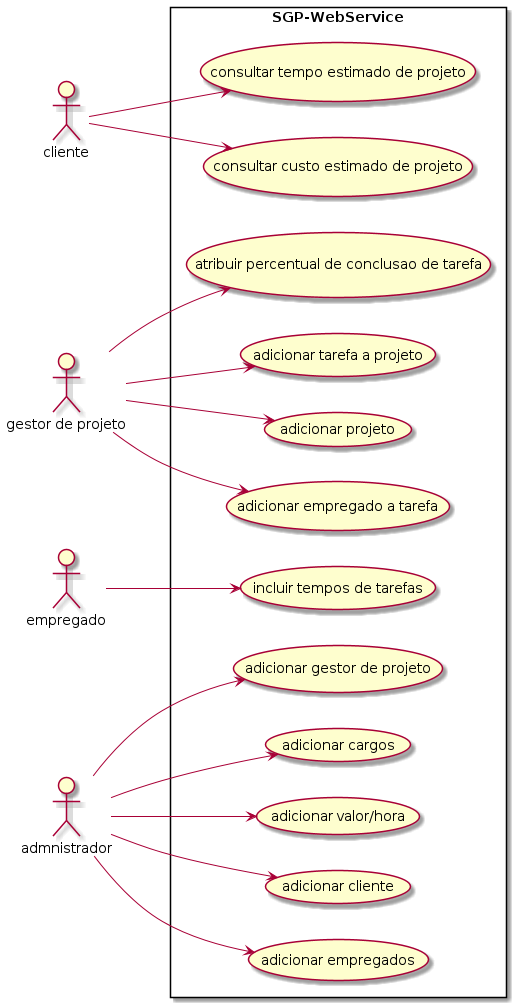 SGP-WebService
consultar tempo estimado de projeto
cliente
consultar custo estimado de projeto
atribuir percentual de conclusao de tarefa
adicionar tarefa a projeto
gestor de projeto
adicionar projeto
adicionar empregado a tarefa
incluir tempos de tarefas
empregado
adicionar gestor de projeto
adicionar cargos
adicionar valor/hora
admnistrador
adicionar cliente
adicionar empregados